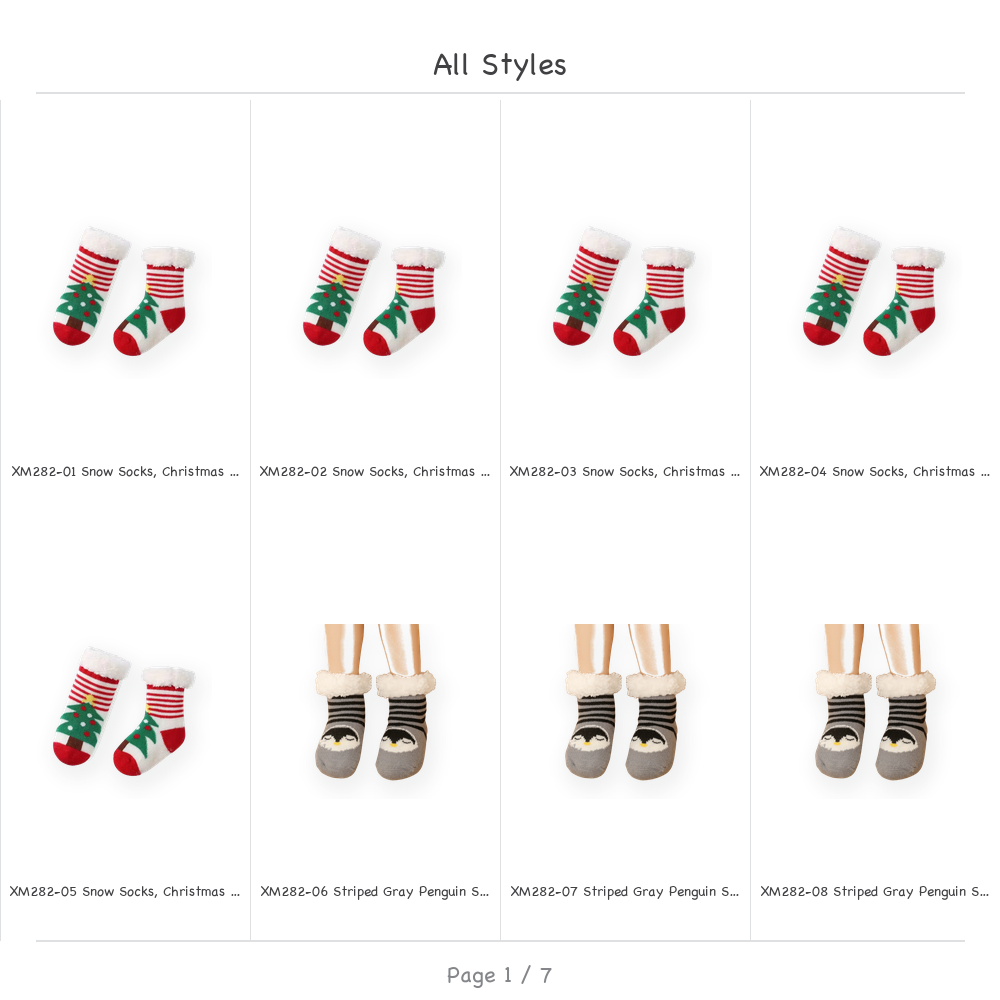 All Styles
XM282-01 Snow Socks, Christmas ...
XM282-02 Snow Socks, Christmas ...
XM282-03 Snow Socks, Christmas ...
XM282-04 Snow Socks, Christmas ...
XM282-05 Snow Socks, Christmas ...
XM282-06 Striped Gray Penguin S...
XM282-07 Striped Gray Penguin S...
XM282-08 Striped Gray Penguin S...
Page 1 / 7